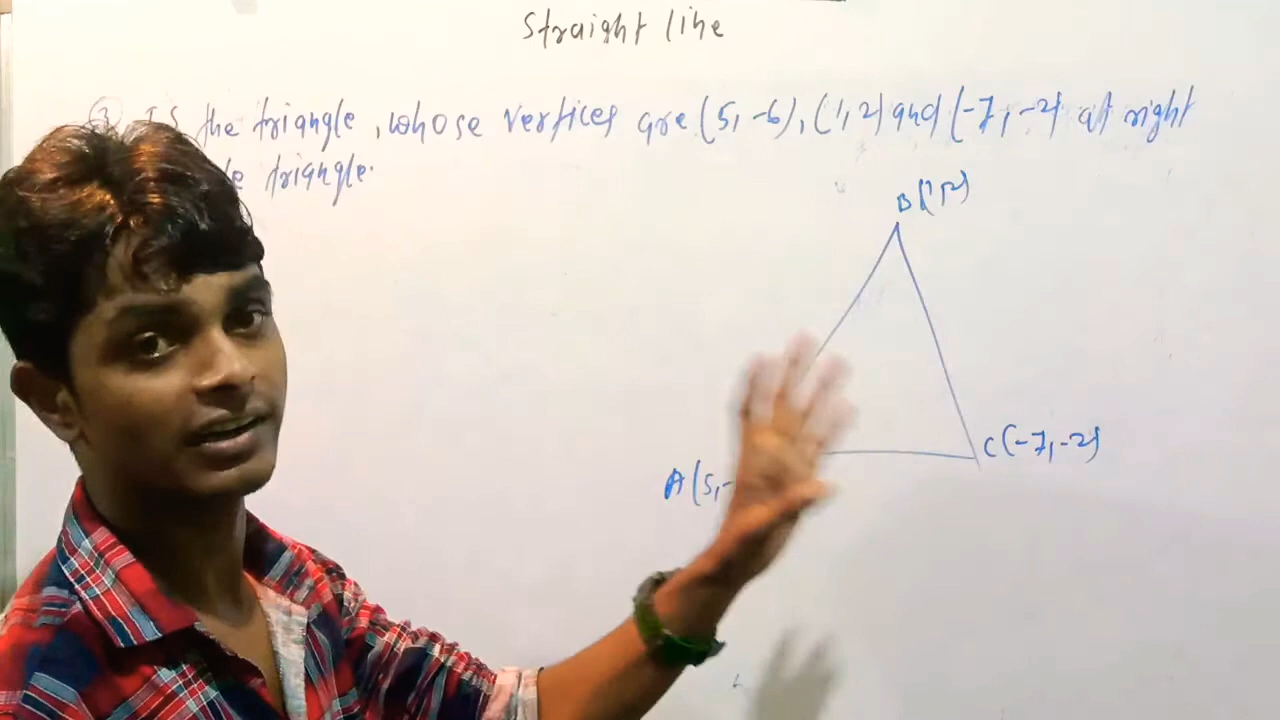 Straight line
the triangle, whose vertices are (5, -6), (1, 2) and (-7, -2) at right
triangle.
B(1,2)
C(-7,-2)
A(5,-